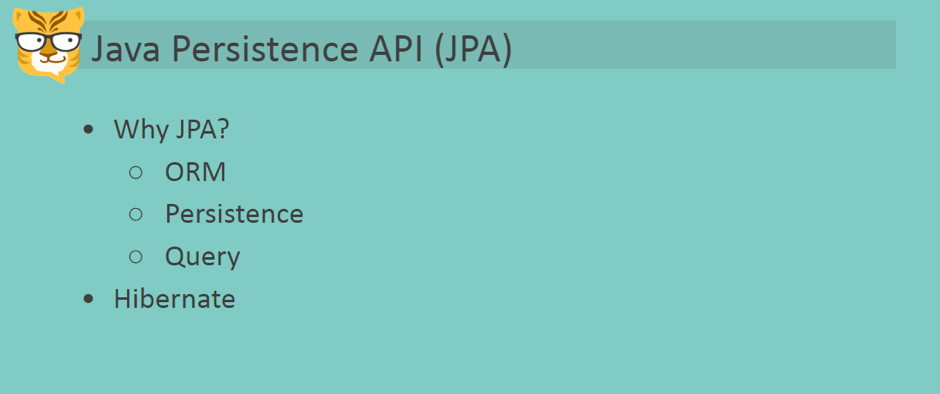 Java Persistence API (JPA)
• Why JPA?
○ ORM
○ Persistence
○ Query
• Hibernate